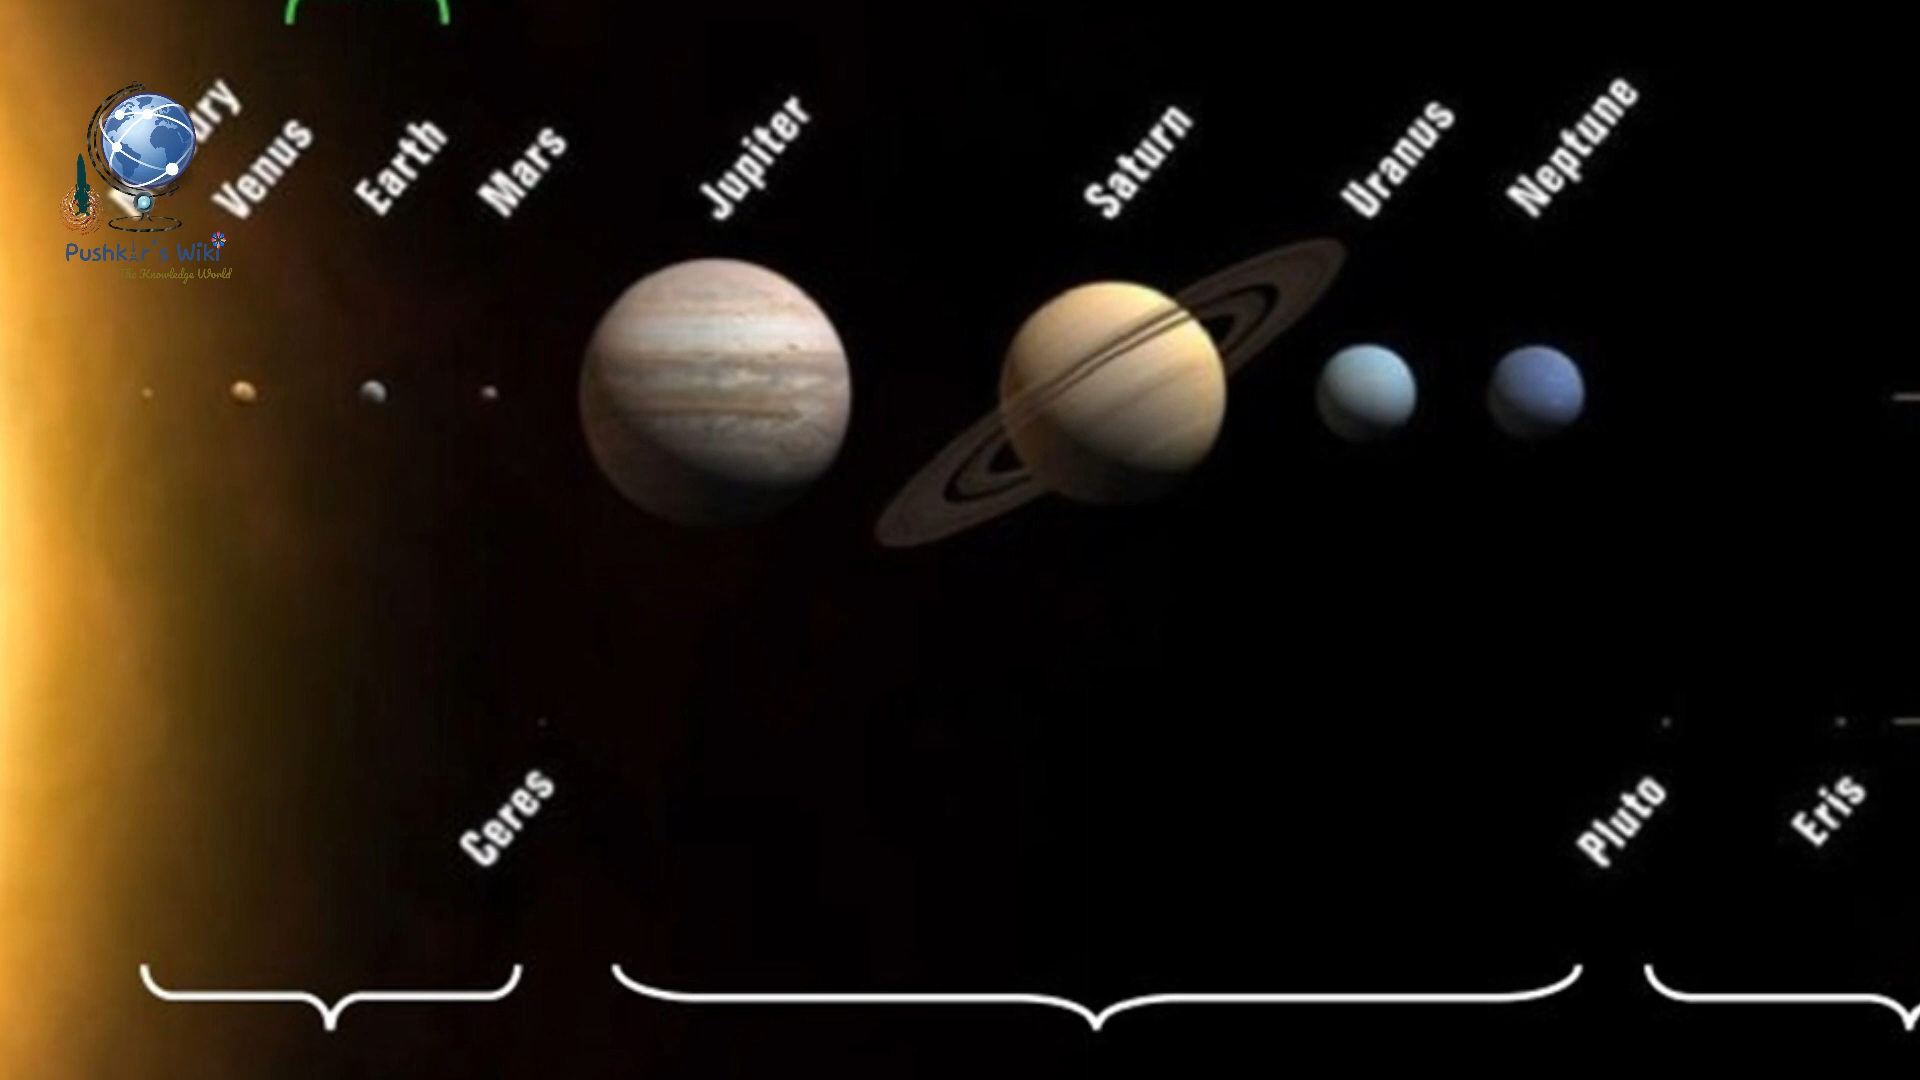 Venus
Earth
Mars
Jupiter
Saturn
Uranus
Neptune
Pushkar's Wiki
The Knowledge World
Ceres
Pluto
Eris